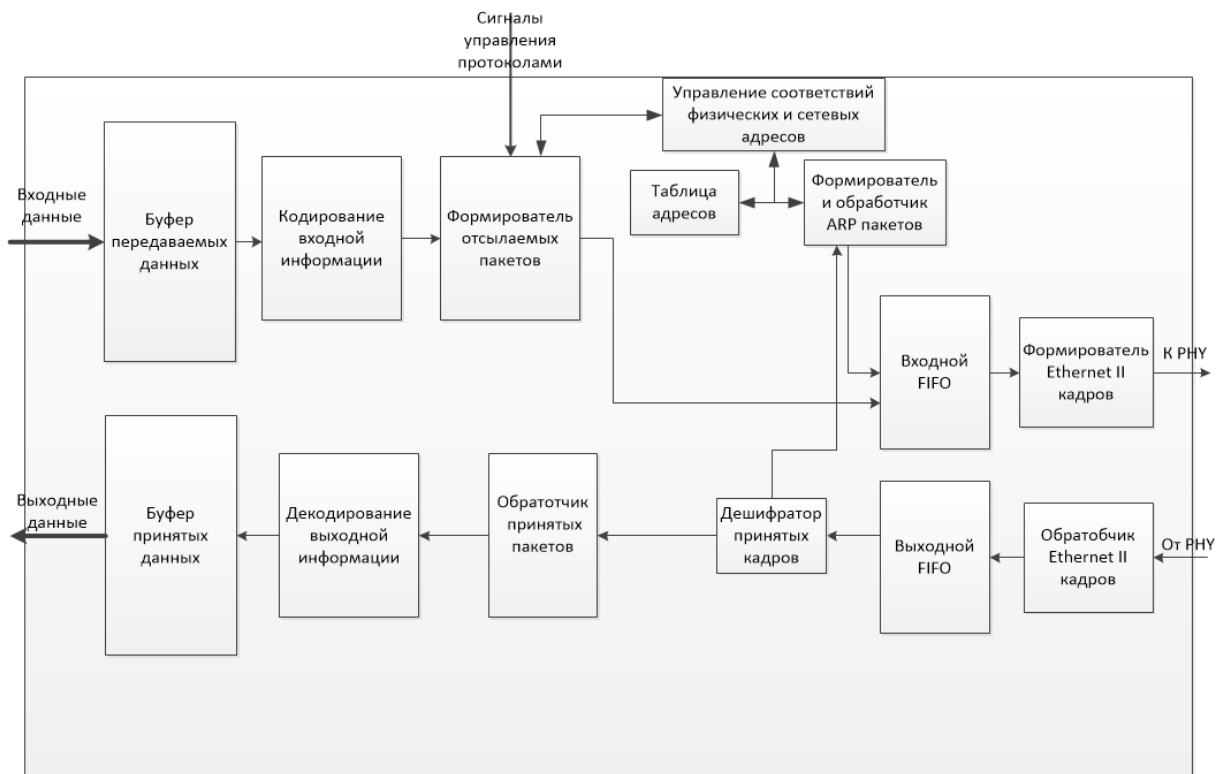 Сигналы
управления
протоколами
Управление соответствий
физических и сетевых
адресов
Входные
данные
Буфер
передаваемых
данных
Кодирование
входной
информации
Формирователь
отсылаемых
пакетов
Таблица
адресов
Формирователь
и обработчик
ARP пакетов
Входной
FIFO
Формирователь
Ethernet II
кадров
К PHY
Выходные
данные
Буфер
принятых
данных
Декодирование
выходной
информации
Обратотчик
принятых
пакетов
Дешифратор
принятых
кадров
Выходной
FIFO
Обратобчик
Ethernet II
кадров
От PHY